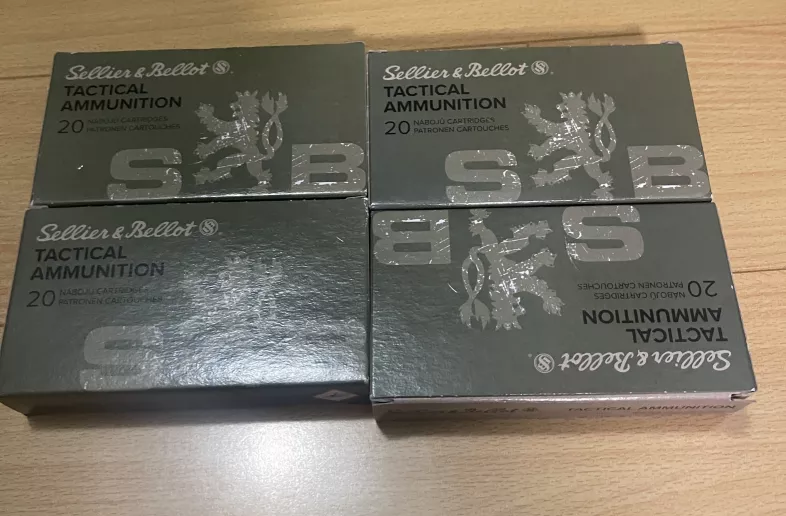 Sellier & Bellot S.
TACTICAL
AMMUNITION
20 NÁBOJŮ CARTRIDGES
PATRONEN CARTOUCHES
S B
Sellier & Bellot S.
TACTICAL
AMMUNITION
20 NÁBOJŮ CARTRIDGES
PATRONEN CARTOUCHES
S B
Sellier & Bellot S
TACTICAL
AMMUNITION
20 NÁBOJŮ CARTRIDGES
PATRONEN CARTOUCHES
S
Sellier & Bellot S
TACTICAL
AMMUNITION
20 NÁBOJŮ CARTRIDGES
PATRONEN CARTOUCHES
S B
Sellier & Bellot
TACTICAL AMMUNITION